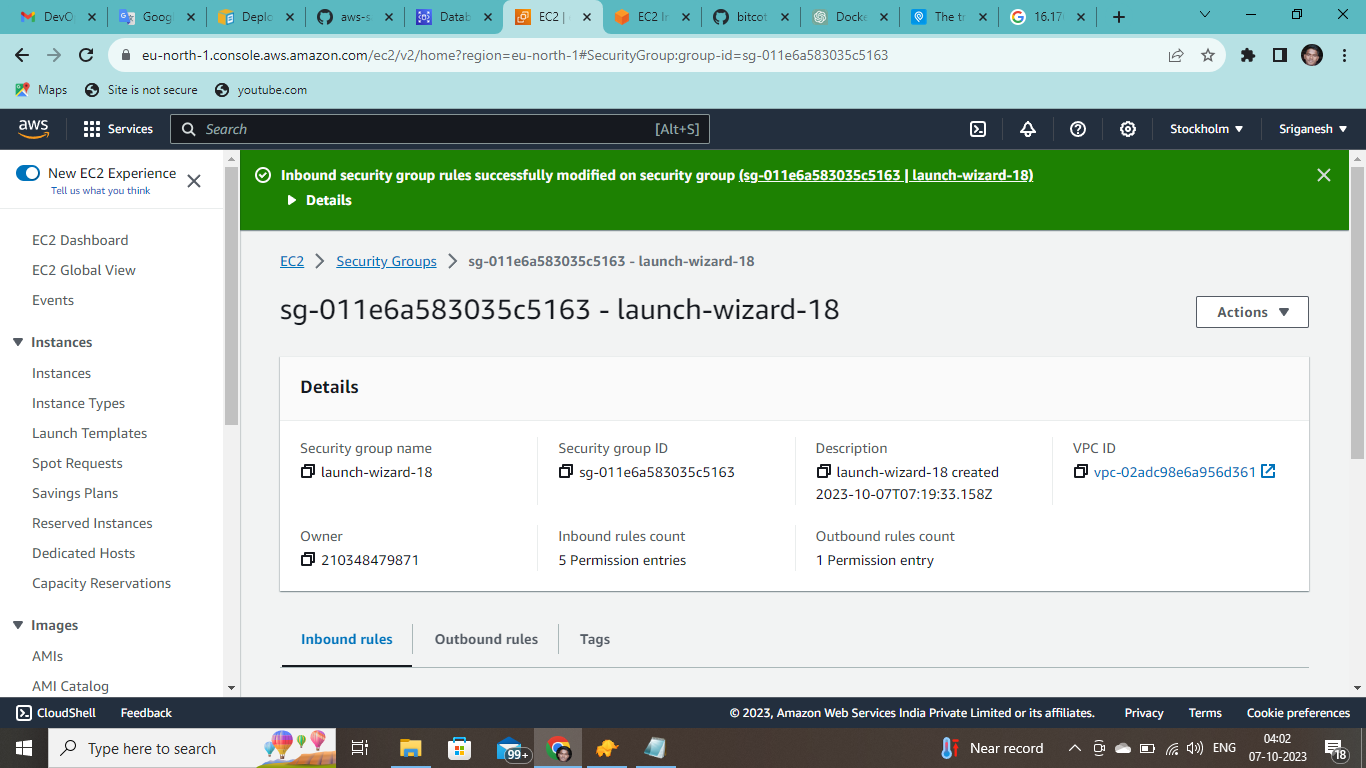 DevO
Goog
Deplo
aws-s
Datab
EC2 |
EC2 In
bitcot
Docke
The tr
16.17
eu-north-1.console.aws.amazon.com/ec2/v2/home?region=eu-north-1#SecurityGroup:group-id=sg-011e6a583035c5163
Maps
Site is not secure
youtube.com
aws
Services
Search
[Alt+S]
Stockholm
Sriganesh
New EC2 Experience
Tell us what you think
EC2 Dashboard
EC2 Global View
Events
Instances
Instances
Instance Types
Launch Templates
Spot Requests
Savings Plans
Reserved Instances
Dedicated Hosts
Capacity Reservations
Images
AMIs
AMI Catalog
Inbound security group rules successfully modified on security group (sg-011e6a583035c5163 | launch-wizard-18)
Details
EC2
Security Groups
sg-011e6a583035c5163 - launch-wizard-18
sg-011e6a583035c5163 - launch-wizard-18
Actions
Details
Security group name
launch-wizard-18
Security group ID
sg-011e6a583035c5163
Description
launch-wizard-18 created
2023-10-07T07:19:33.158Z
VPC ID
vpc-02adc98e6a956d361
Owner
210348479871
Inbound rules count
5 Permission entries
Outbound rules count
1 Permission entry
Inbound rules
Outbound rules
Tags
CloudShell
Feedback
© 2023, Amazon Web Services India Private Limited or its affiliates.
Privacy
Terms
Cookie preferences
Type here to search
99+
Near record
ENG
04:02
07-10-2023
18